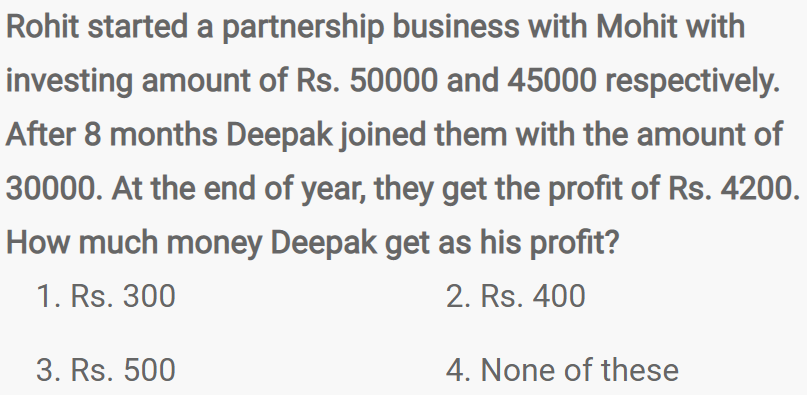 Rohit started a partnership business with Mohit with
investing amount of Rs. 50000 and 45000 respectively.
After 8 months Deepak joined them with the amount of
30000. At the end of year, they get the profit of Rs. 4200.
How much money Deepak get as his profit?
1. Rs. 300 2. Rs. 400
3. Rs. 500 4. None of these